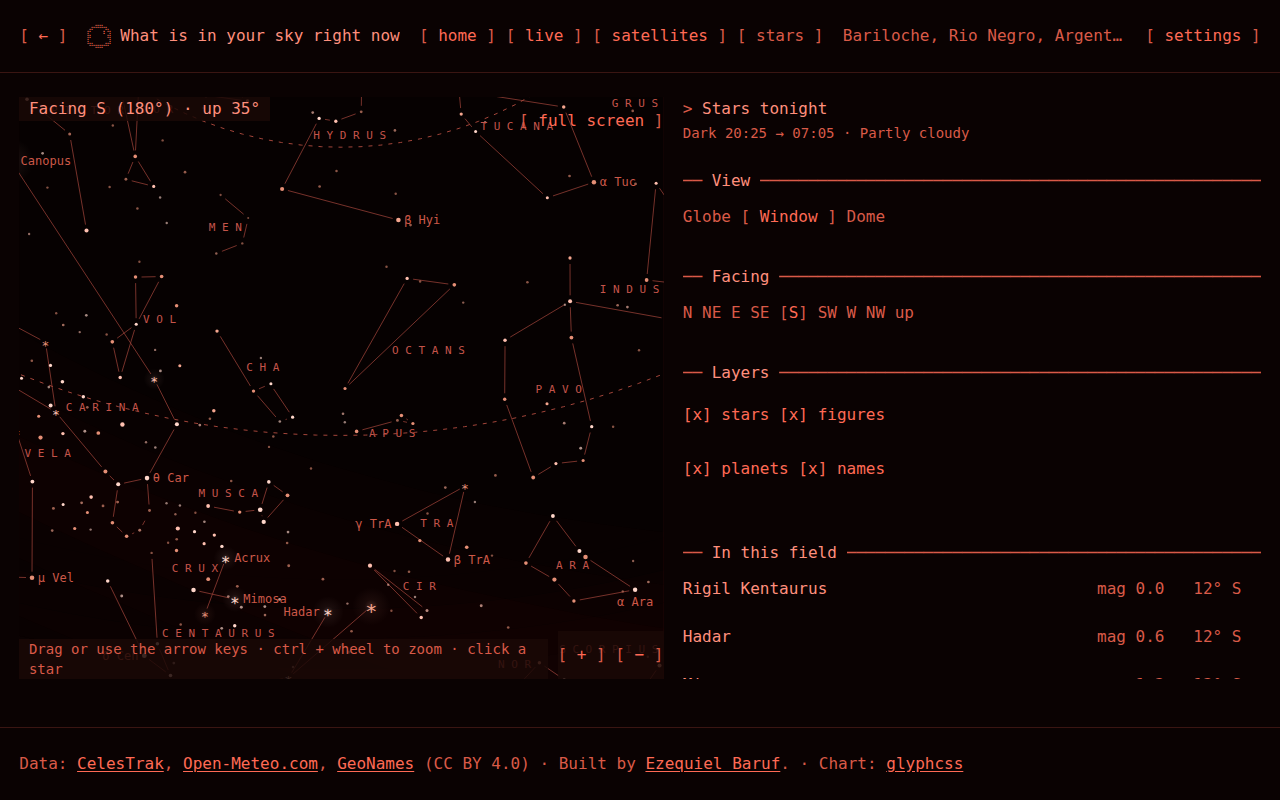 [ ← ] What is in your sky right now [ home ] [ live ] [ satellites ] [ stars ] Bariloche, Rio Negro, Argent… [ settings ]
Facing S (180°) · up 35°
[ full screen ]
GRUS
TUCANA
HYDRUS
Canopus
α Tuc
β Hyi
MEN
INDUS
VOL
OCTANS
CHA
PAVO
CARINA
APUS
VELA
θ Car
MUSCA
γ TrA
TRA
β TrA
ARA
Acrux
CRUX
μ Vel
CIR
Mimosa
Hadar
α Ara
CENTAURUS
Drag or use the arrow keys · ctrl + wheel to zoom · click a
star
[ + ] [ − ]
NOR
> Stars tonight
Dark 20:25 → 07:05 · Partly cloudy
View
Globe [ Window ] Dome
Facing
N NE E SE [S] SW W NW up
Layers
[x] stars [x] figures
[x] planets [x] names
In this field
Rigil Kentaurus mag 0.0 12° S
Hadar mag 0.6 12° S
Data: CelesTrak, Open-Meteo.com, GeoNames (CC BY 4.0) · Built by Ezequiel Baruf. · Chart: glyphcss